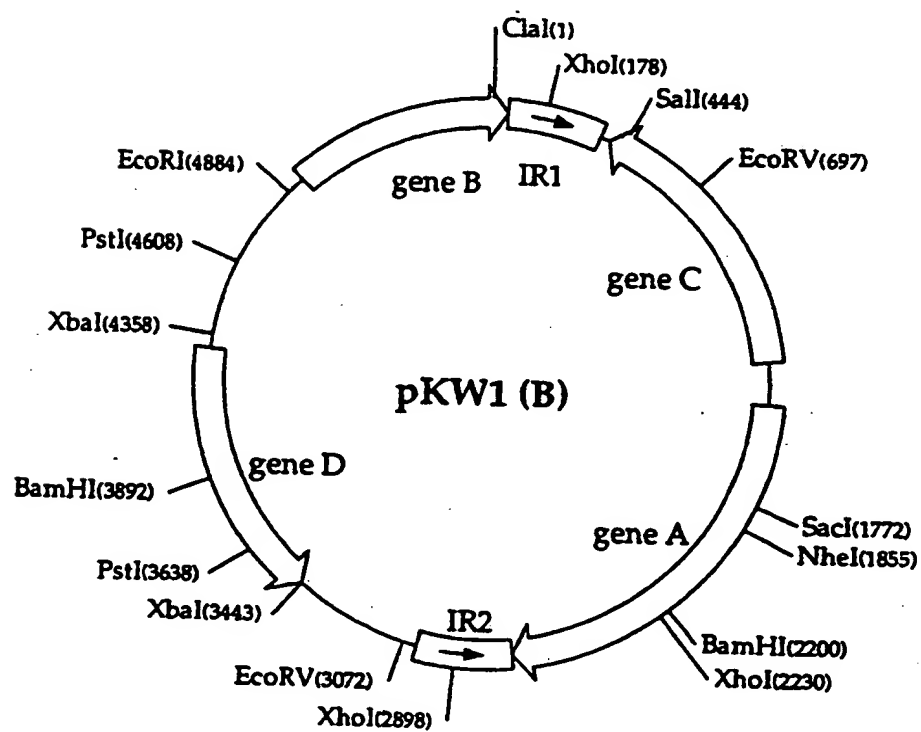 ClaI(1)
XhoI(178)
SalI(444)
EcoRV(697)
EcoRI(4884)
gene B
IR1
PstI(4608)
gene C
XbaI(4358)
pKW1 (B)
gene D
BamHI(3892)
SacI(1772)
gene A
NheI(1855)
PstI(3638)
XbaI(3443)
IR2
BamHI(2200)
EcoRV(3072)
XhoI(2230)
XhoI(2898)